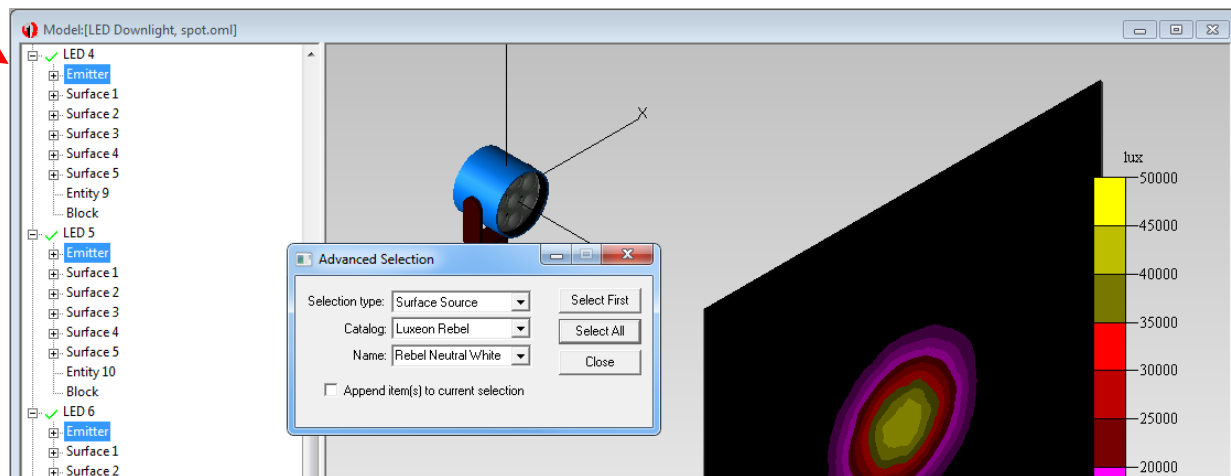 Model:[LED Downlight, spot.oml]
LED 4
Emitter
Surface 1
Surface 2
Surface 3
Surface 4
Surface 5
Entity 9
Block
LED 5
Emitter
Surface 1
Surface 2
Surface 3
Surface 4
Surface 5
Entity 10
Block
LED 6
Emitter
Surface 1
Surface 2
X
Advanced Selection
Selection type: Surface Source
Select First
Catalog: Luxeon Rebel
Select All
Name: Rebel Neutral White
Close
Append item(s) to current selection
lux
50000
45000
40000
35000
30000
25000
20000